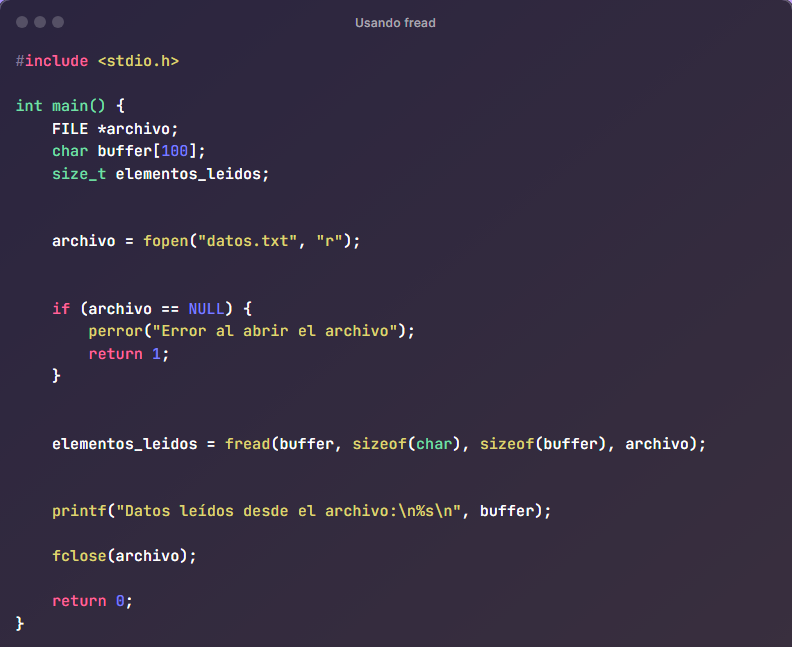 Usando fread
#include <stdio.h>
int main() {
    FILE *archivo;
    char buffer[100];
    size_t elementos_leidos;
    archivo = fopen("datos.txt", "r");
    if (archivo == NULL) {
        perror("Error al abrir el archivo");
        return 1;
    }
    elementos_leidos = fread(buffer, sizeof(char), sizeof(buffer), archivo);
    printf("Datos leídos desde el archivo:\n%s\n", buffer);
    fclose(archivo);
    return 0;
}